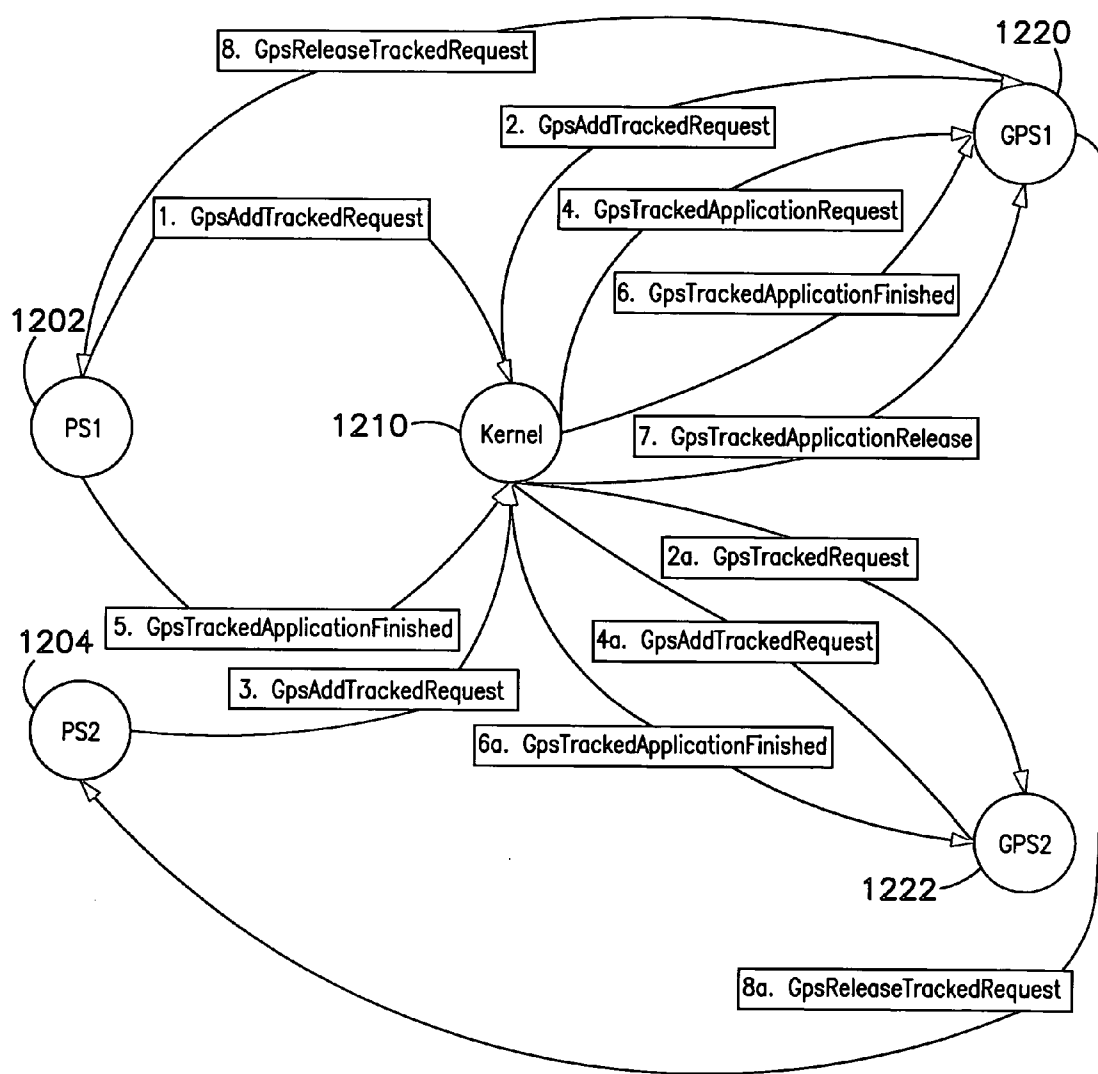 1220
8. GpsReleaseTrackedRequest
2. GpsAddTrackedRequest
GPS1
4. GpsTrackedApplicationRequest
1. GpsAddTrackedRequest
6. GpsTrackedApplicationFinished
1202
PS1
1210
Kernel
7. GpsTrackedApplicationRelease
2a. GpsTrackedRequest
5. GpsTrackedApplicationFinished
4a. GpsAddTrackedRequest
1204
3. GpsAddTrackedRequest
PS2
6a. GpsTrackedApplicationFinished
GPS2
1222
8a. GpsReleaseTrackedRequest